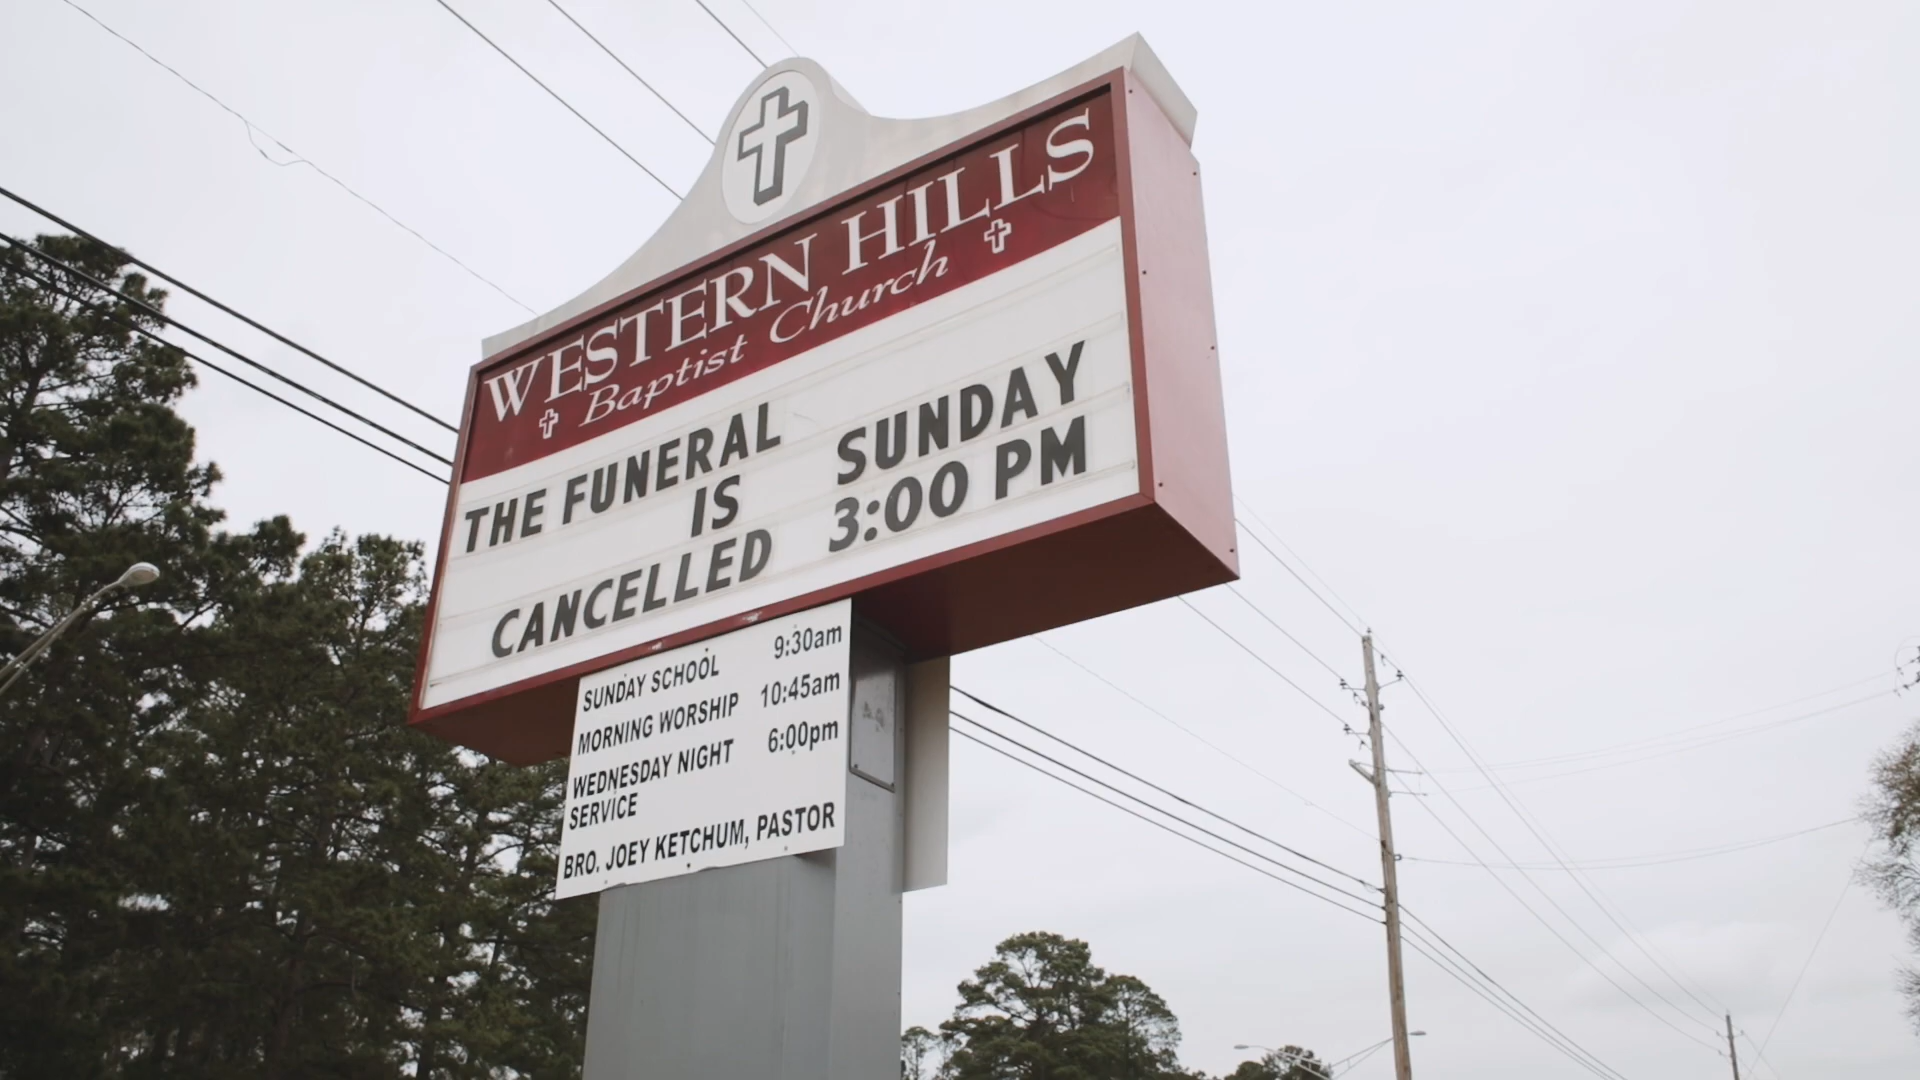 WESTERN HILLS
Baptist Church
THE FUNERAL
IS
CANCELLED
SUNDAY
3:00 PM
SUNDAY SCHOOL 9:30am
MORNING WORSHIP 10:45am
WEDNESDAY NIGHT 6:00pm
SERVICE
BRO. JOEY KETCHUM, PASTOR